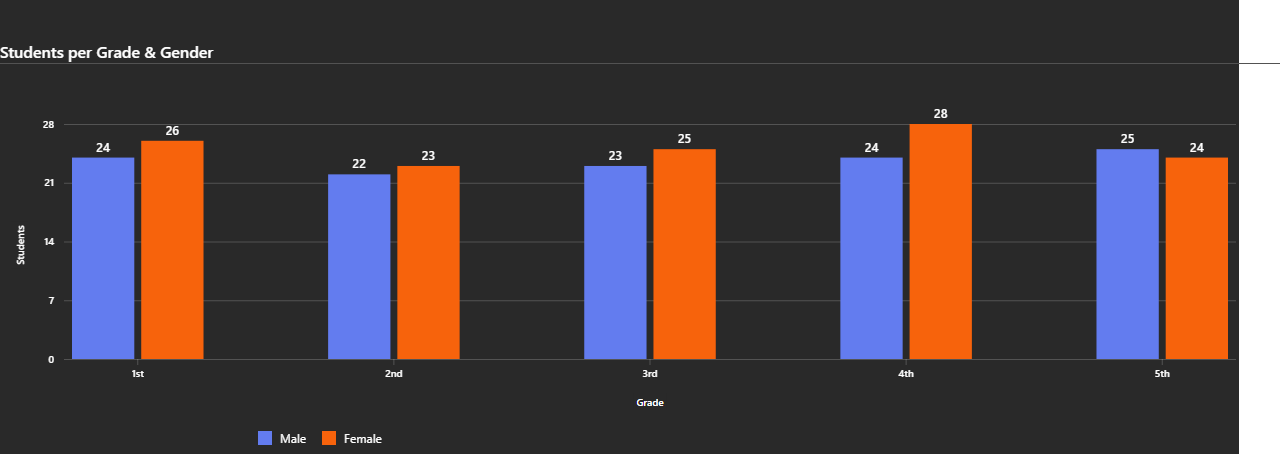 Students per Grade & Gender
28
21
14
7
0
Students
24 26 22 23 23 25 24 28 25 24
1st 2nd 3rd 4th 5th
Grade
Male Female